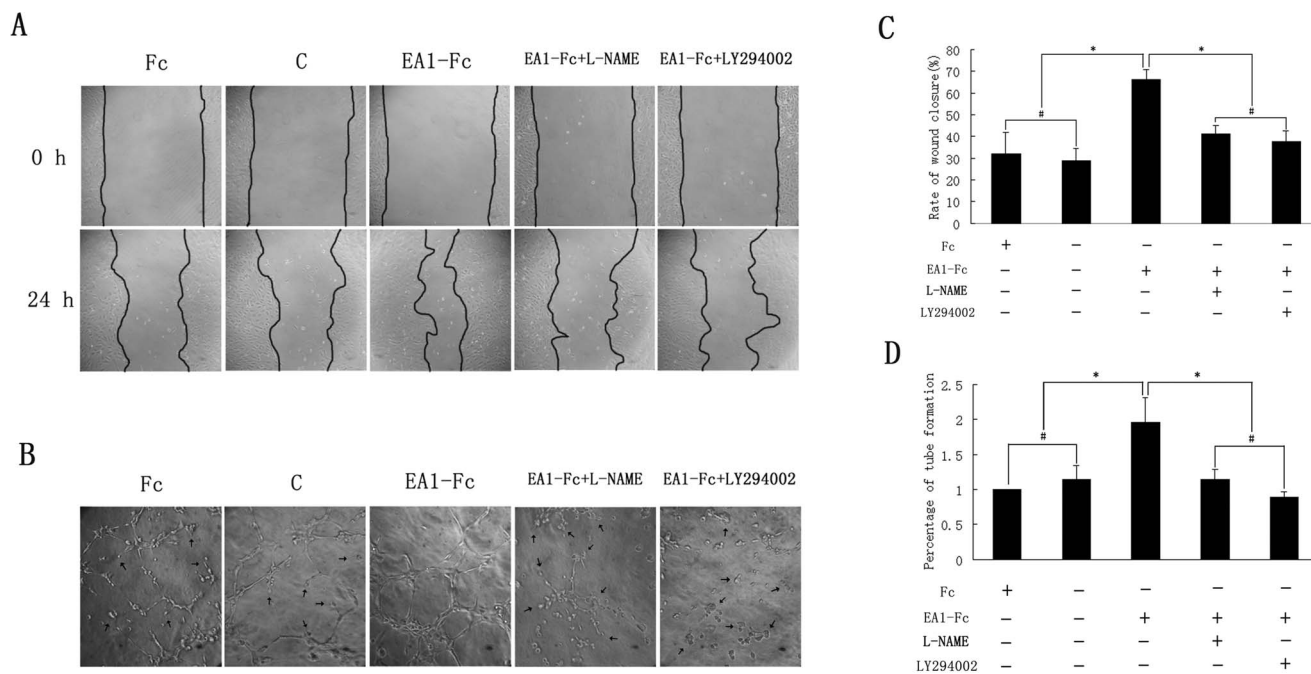 A
Fc C EA1-Fc EA1-Fc+L-NAME EA1-Fc+LY294002
0 h
24 h
B
Fc C EA1-Fc EA1-Fc+L-NAME EA1-Fc+LY294002
C
Rate of wound closure(%)
80
70
60
50
40
30
20
10
0
* *
# #
Fc + − − − −
EA1-Fc − − + + +
L-NAME − − − + −
LY294002 − − − − +
D
Percentage of tube formation
2.5
2
1.5
1
0.5
0
* *
# #
Fc + − − − −
EA1-Fc − − + + +
L-NAME − − − + −
LY294002 − − − − +